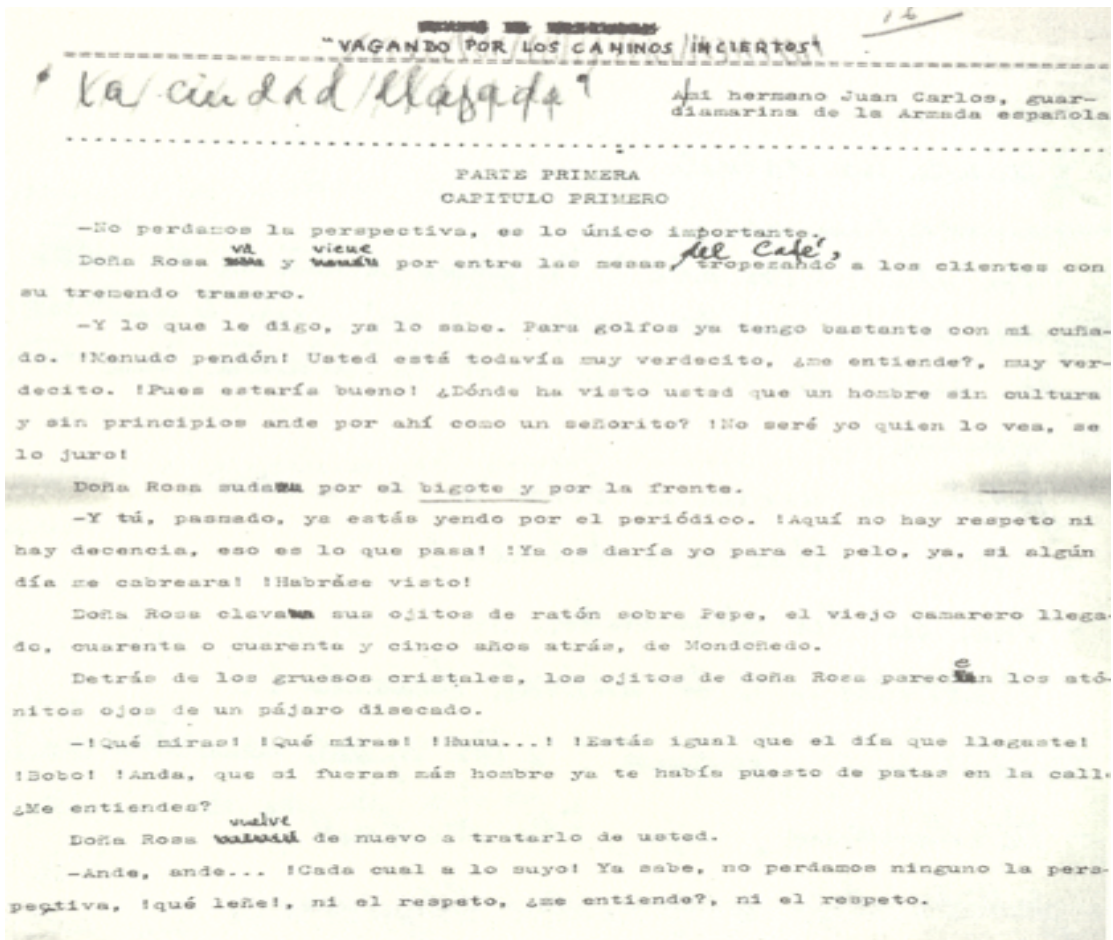 "VAGANDO POR LOS CAMINOS INCIERTOS"
"La ciudad llagada"
A mi hermano Juan Carlos, guar-
diamarina de la Armada española
PARTE PRIMERA
CAPITULO PRIMERO
-No perdamos la perspectiva, es lo único importante.
Doña Rosa va y viene por entre las mesas del Café, tropezando a los clientes con
su tremendo trasero.
-Y lo que le digo, ya lo sabe. Para golfos ya tengo bastante con mi cuña-
do. !Menudo pendón! Usted está todavía muy verdecito, ¿me entiende?, muy ver-
decito. !Pues estaría bueno! ¿Dónde ha visto usted que un hombre sin cultura
y sin principios ande por ahí como un señorito? !No seré yo quien lo vea, se
lo juro!
Doña Rosa suda por el bigote y por la frente.
-Y tú, pasmado, ya estás yendo por el periódico. !Aquí no hay respeto ni
hay decencia, eso es lo que pasa! !Ya os daría yo para el pelo, ya, si algún
día me cabreara! !Habráse visto!
Doña Rosa clava sus ojitos de ratón sobre Pepe, el viejo camarero llega-
do, cuarenta o cuarenta y cinco años atrás, de Mondoñedo.
Detrás de los gruesos cristales, los ojitos de doña Rosa parecen los ató-
nitos ojos de un pájaro disecado.
-!Qué miras! !Qué miras! !Huuu...! !Estás igual que el día que llegaste!
!Bobo! !Anda, que si fueras más hombre ya te había puesto de patas en la call
¿Me entiendes?
Doña Rosa vuelve de nuevo a tratarlo de usted.
-Ande, ande... !Cada cual a lo suyo! Ya sabe, no perdamos ninguno la pers-
pectiva, !qué leñe!, ni el respeto, ¿me entiende?, ni el respeto.